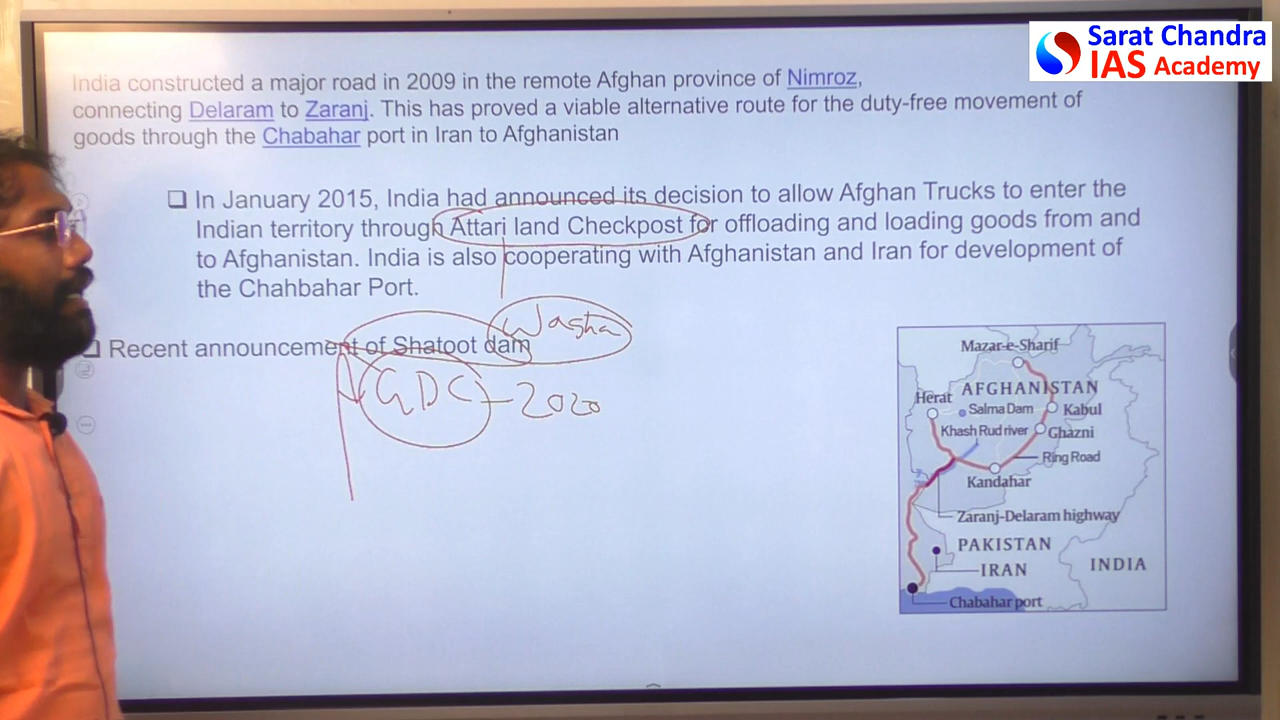 Sarat Chandra
IAS Academy
India constructed a major road in 2009 in the remote Afghan province of Nimroz,
connecting Delaram to Zaranj. This has proved a viable alternative route for the duty-free movement of
goods through the Chabahar port in Iran to Afghanistan
❑ In January 2015, India had announced its decision to allow Afghan Trucks to enter the
Indian territory through Attari land Checkpost for offloading and loading goods from and
to Afghanistan. India is also cooperating with Afghanistan and Iran for development of
the Chahbahar Port.
Wagha
❑ Recent announcement of Shatoot dam
GDC - 2020
Mazar-e-Sharif
AFGHANISTAN
Herat
Salma Dam
Kabul
Khash Rud river
Ghazni
Ring Road
Kandahar
Zaranj-Delaram highway
PAKISTAN
IRAN
INDIA
Chabahar port